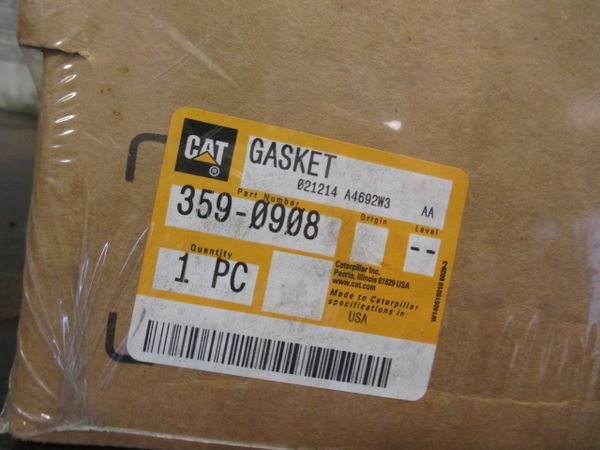 CAT
®
GASKET
021214 A4692W3 AA
Part Number
359-0908
Origin
Level
--
Quantity
1 PC
Caterpillar Inc.
Peoria, Illinois 61629 USA
www.cat.com
Made to Caterpillar
specifications in:
USA